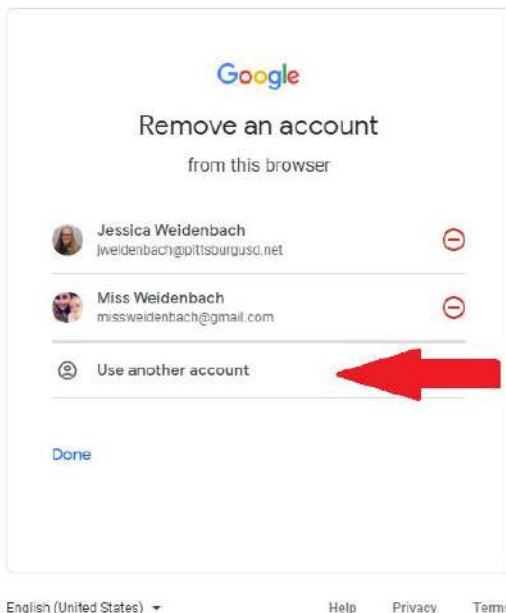 Google
Remove an account
from this browser
Jessica Weidenbach
jweidenbach@pittsburgusd.net
Miss Weidenbach
missweidenbach@gmail.com
Use another account
Done
English (United States) Help Privacy Terms